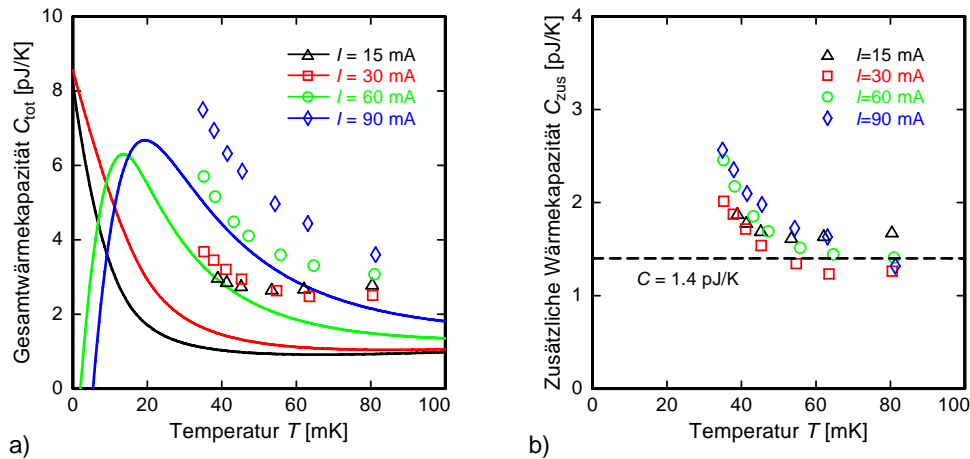 Gesamtwärmekapazität C_tot [pJ/K]
10
8
6
4
2
0
I = 15 mA
I = 30 mA
I = 60 mA
I = 90 mA
0 20 40 60 80 100
Temperatur T [mK]
a)
Zusätzliche Wärmekapazität C_zus [pJ/K]
4
3
2
1
0
I=15 mA
I=30 mA
I=60 mA
I=90 mA
C = 1.4 pJ/K
0 20 40 60 80 100
Temperatur T [mK]
b)